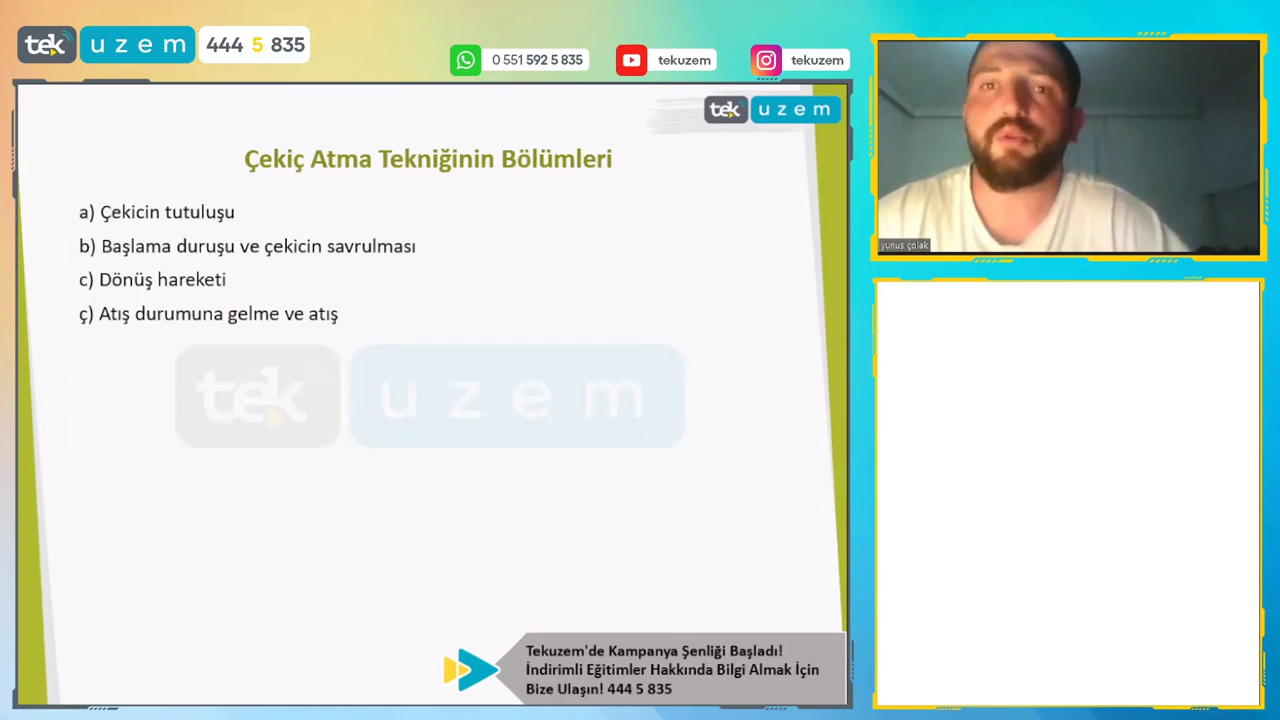 tek uzem 444 5 835
0 551 592 5 835
tekuzem
tekuzem
tek uzem
Çekiç Atma Tekniğinin Bölümleri
a) Çekicin tutuluşu
b) Başlama duruşu ve çekicin savrulması
c) Dönüş hareketi
ç) Atış durumuna gelme ve atış
tek uzem
Tekuzem'de Kampanya Şenliği Başladı!
İndirimli Eğitimler Hakkında Bilgi Almak İçin
Bize Ulaşın! 444 5 835
yunus çolak